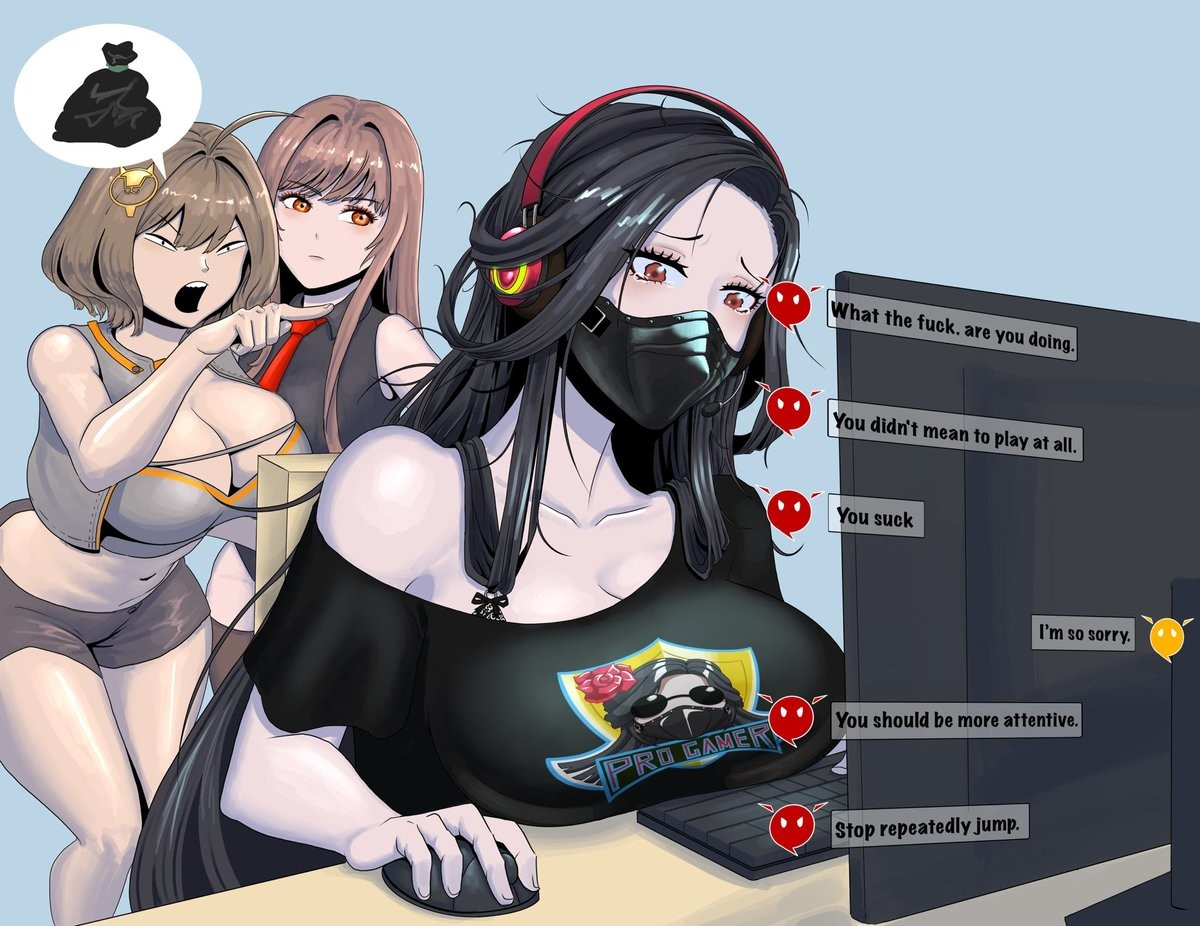 What the fuck. are you doing.
You didn't mean to play at all.
You suck
I'm so sorry.
You should be more attentive.
PRO GAMER
Stop repeatedly jump.